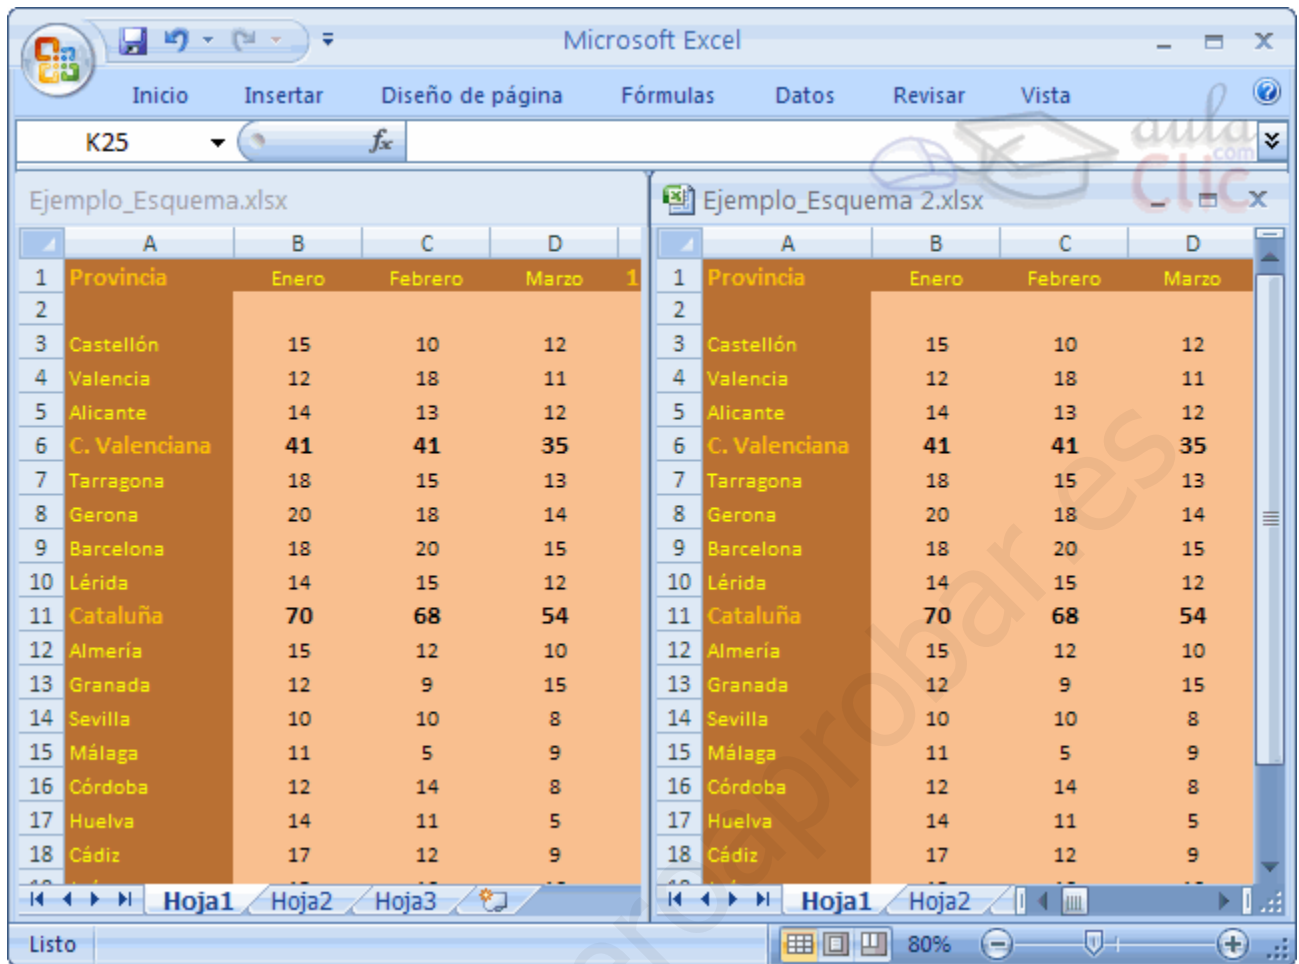 Microsoft Excel
Inicio Insertar Diseño de página Fórmulas Datos Revisar Vista
K25 fx
aula
.com
Clic
Ejemplo_Esquema.xlsx Ejemplo_Esquema 2.xlsx
A B C D A B C D
1 Provincia Enero Febrero Marzo 1 1 Provincia Enero Febrero Marzo
2 2
3 Castellón 15 10 12 3 Castellón 15 10 12
4 Valencia 12 18 11 4 Valencia 12 18 11
5 Alicante 14 13 12 5 Alicante 14 13 12
6 C. Valenciana 41 41 35 6 C. Valenciana 41 41 35
7 Tarragona 18 15 13 7 Tarragona 18 15 13
8 Gerona 20 18 14 8 Gerona 20 18 14
9 Barcelona 18 20 15 9 Barcelona 18 20 15
10 Lérida 14 15 12 10 Lérida 14 15 12
11 Cataluña 70 68 54 11 Cataluña 70 68 54
12 Almería 15 12 10 12 Almería 15 12 10
13 Granada 12 9 15 13 Granada 12 9 15
14 Sevilla 10 10 8 14 Sevilla 10 10 8
15 Málaga 11 5 9 15 Málaga 11 5 9
16 Córdoba 12 14 8 16 Córdoba 12 14 8
17 Huelva 14 11 5 17 Huelva 14 11 5
18 Cádiz 17 12 9 18 Cádiz 17 12 9
Hoja1 Hoja2 Hoja3 Hoja1 Hoja2
Listo 80%